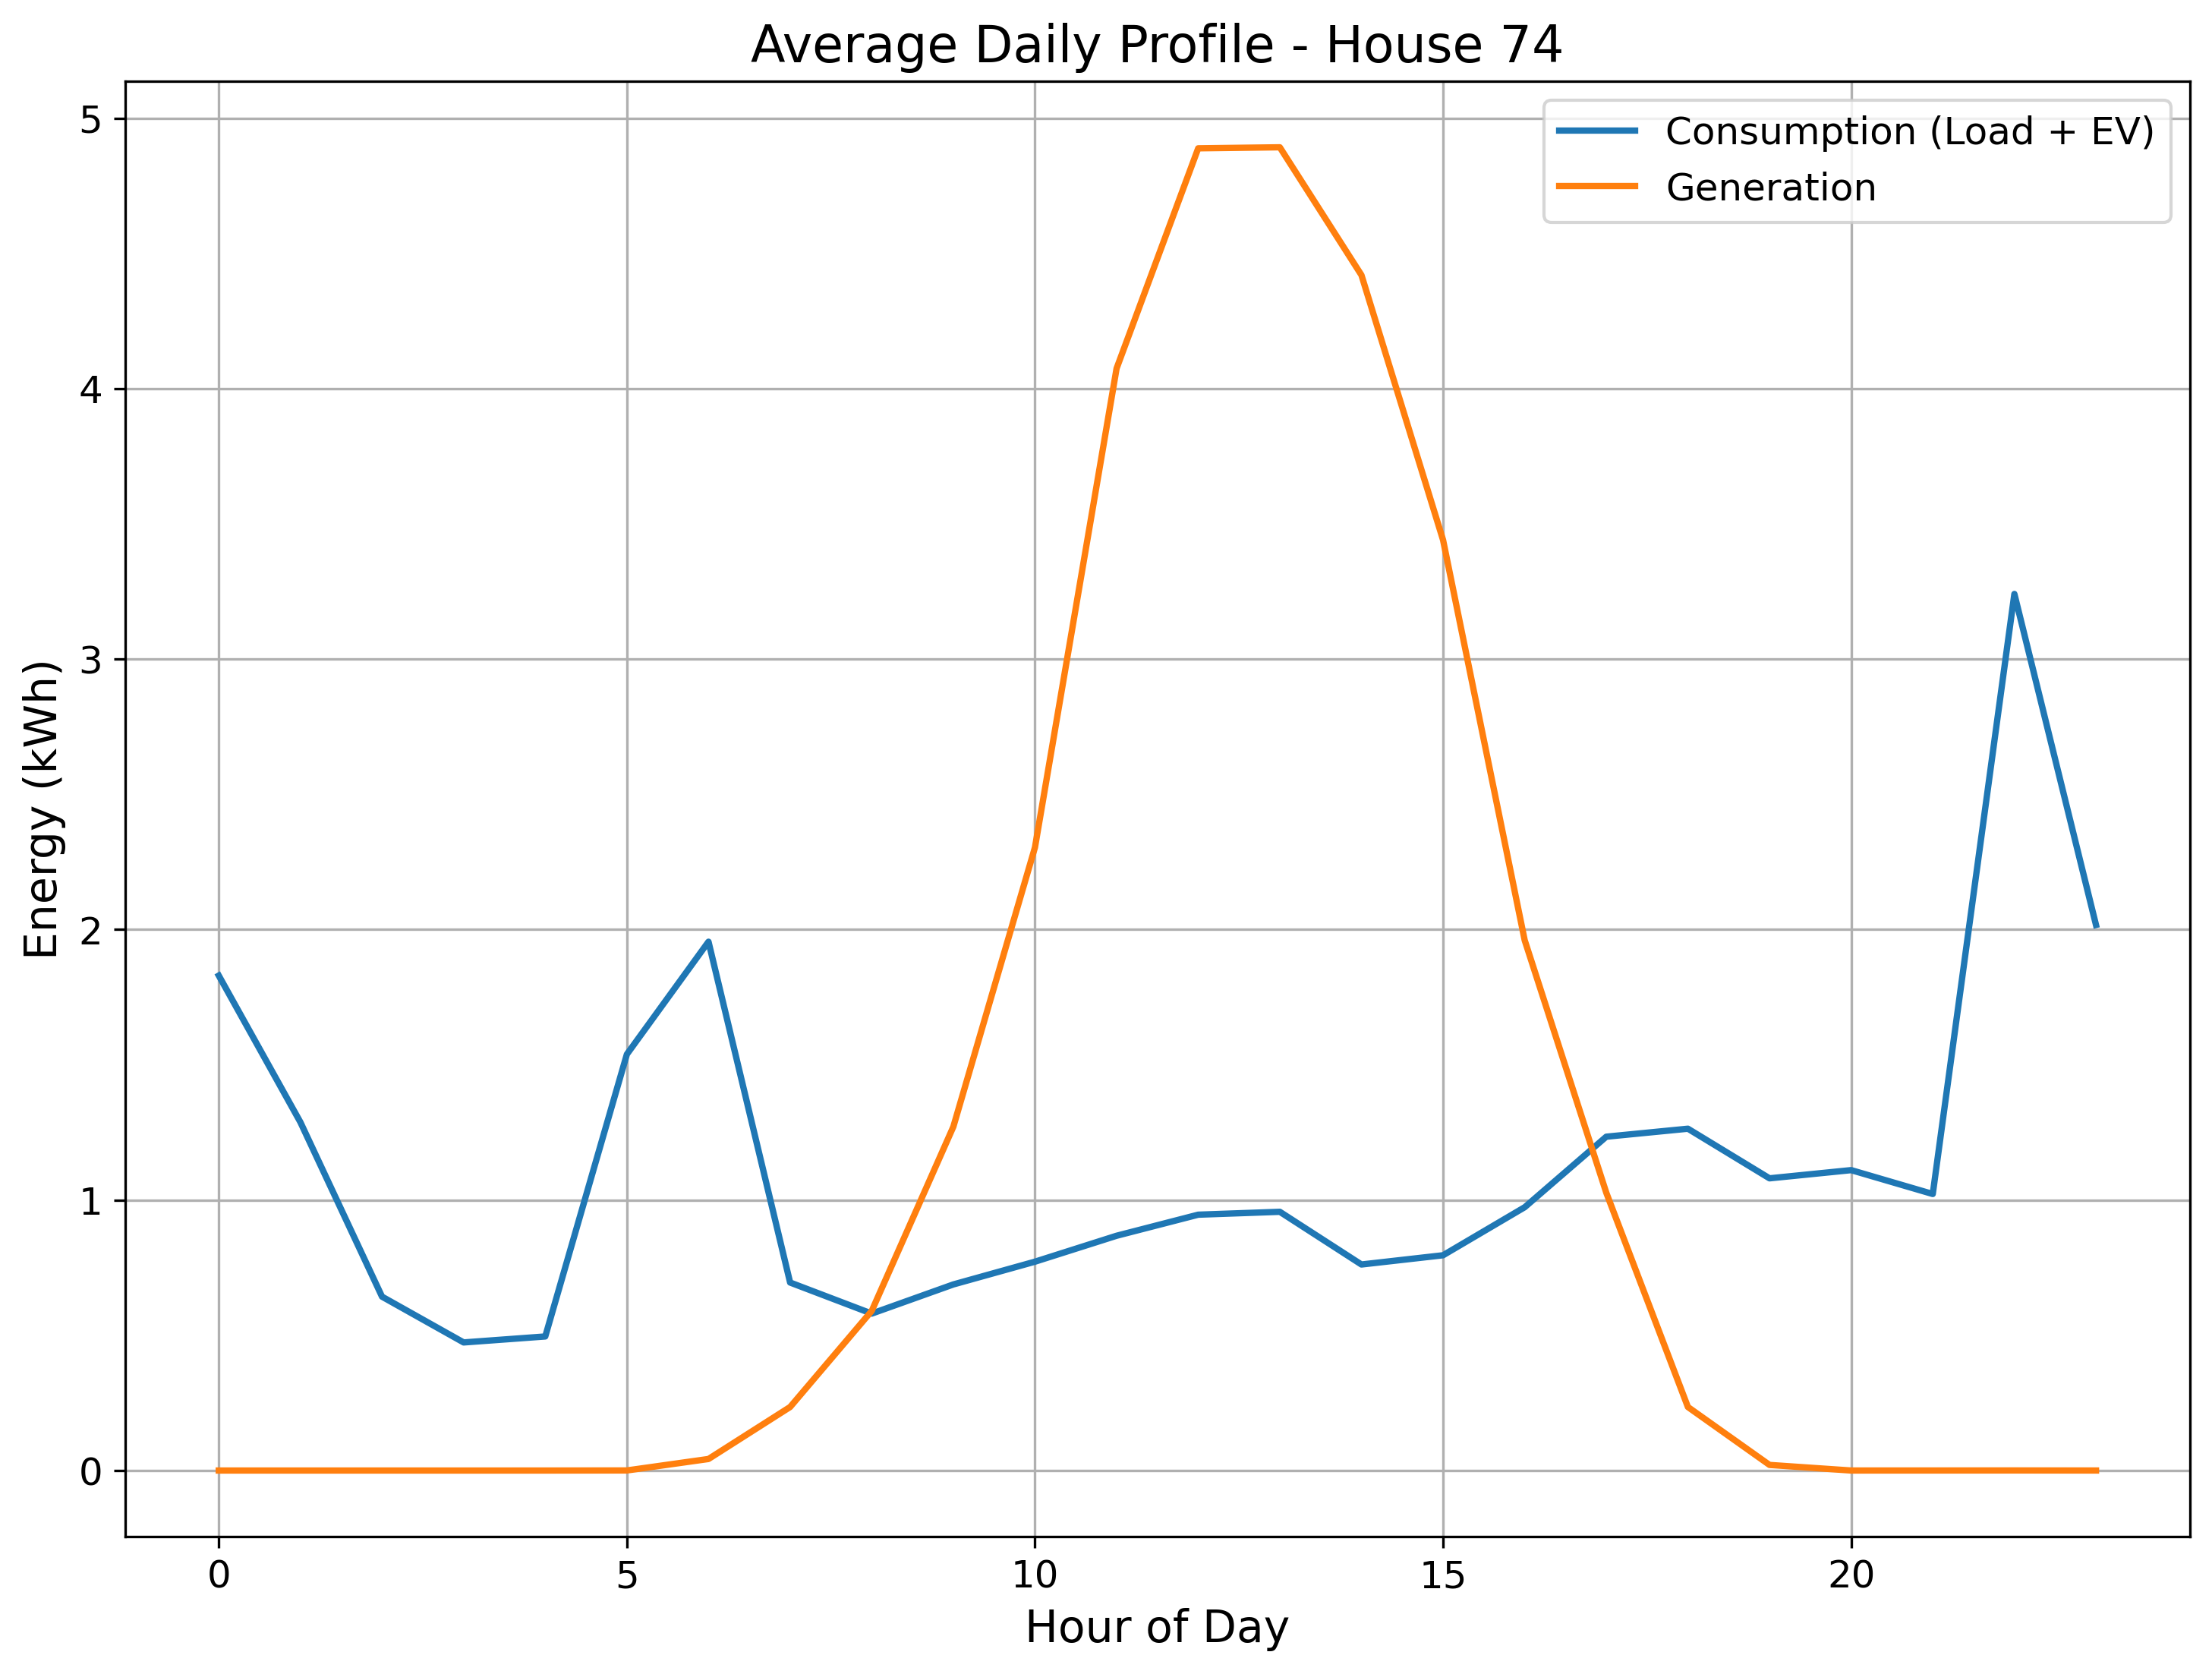 Average Daily Profile - House 74
Consumption (Load + EV)
Generation
Energy (kWh)
5
4
3
2
1
0
0 5 10 15 20
Hour of Day